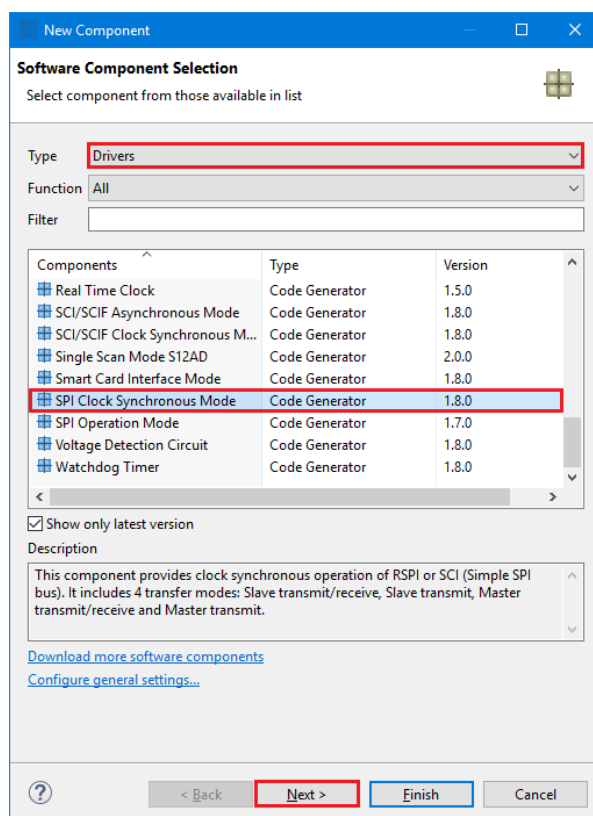 New Component
Software Component Selection
Select component from those available in list
Type Drivers
Function All
Filter
Components Type Version
Real Time Clock Code Generator 1.5.0
SCI/SCIF Asynchronous Mode Code Generator 1.8.0
SCI/SCIF Clock Synchronous M... Code Generator 1.8.0
Single Scan Mode S12AD Code Generator 2.0.0
Smart Card Interface Mode Code Generator 1.8.0
SPI Clock Synchronous Mode Code Generator 1.8.0
SPI Operation Mode Code Generator 1.7.0
Voltage Detection Circuit Code Generator 1.8.0
Watchdog Timer Code Generator 1.8.0
Show only latest version
Description
This component provides clock synchronous operation of RSPI or SCI (Simple SPI
bus). It includes 4 transfer modes: Slave transmit/receive, Slave transmit, Master
transmit/receive and Master transmit.
Download more software components
Configure general settings...
? < Back Next > Finish Cancel